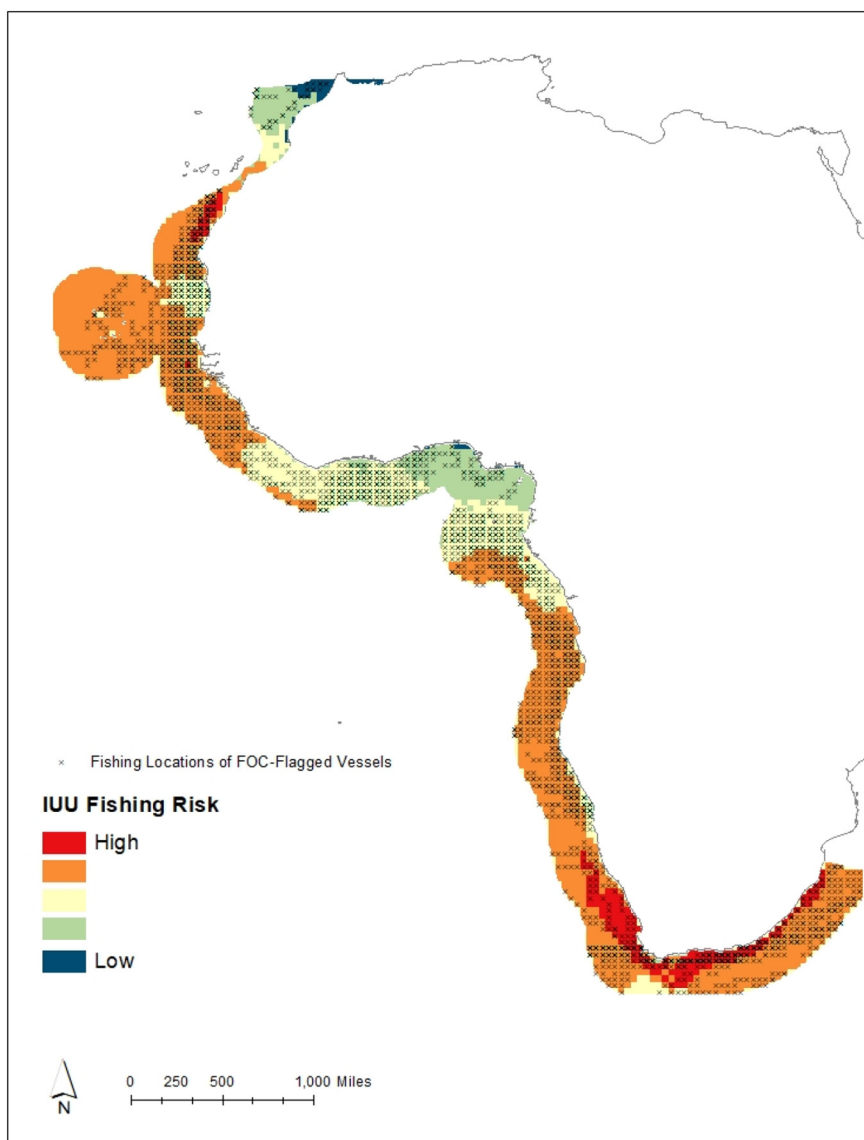 Fishing Locations of FOC-Flagged Vessels
IUU Fishing Risk
High
Low
N
0 250 500 1,000 Miles